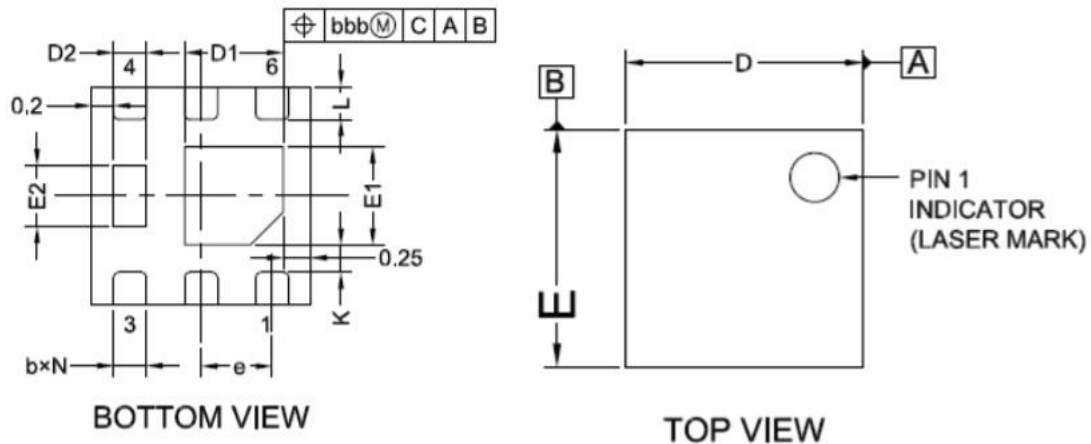 ⌖ bbbⓂ C A B
D2 D1
4 6
0.2
L
E2 E1
0.25
K
3 1
b×N e
BOTTOM VIEW
D A
B
PIN 1
INDICATOR
(LASER MARK)
E
TOP VIEW